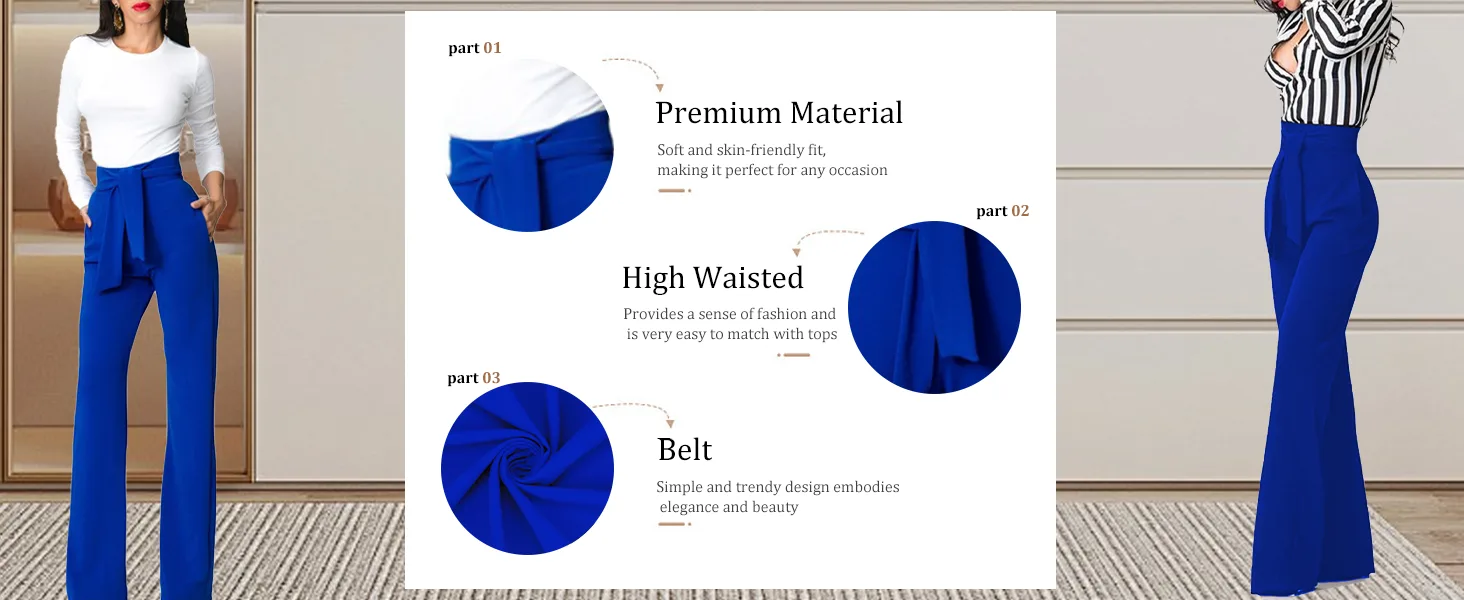 part 01
Premium Material
Soft and skin-friendly fit,
making it perfect for any occasion
part 02
High Waisted
Provides a sense of fashion and
is very easy to match with tops
part 03
Belt
Simple and trendy design embodies
elegance and beauty